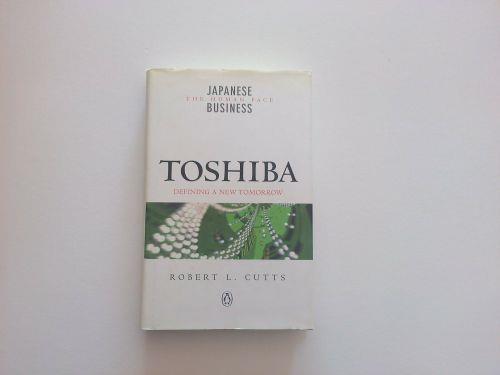 JAPANESE
THE HUMAN FACE
BUSINESS
TOSHIBA
DEFINING A NEW TOMORROW
ROBERT L. CUTTS